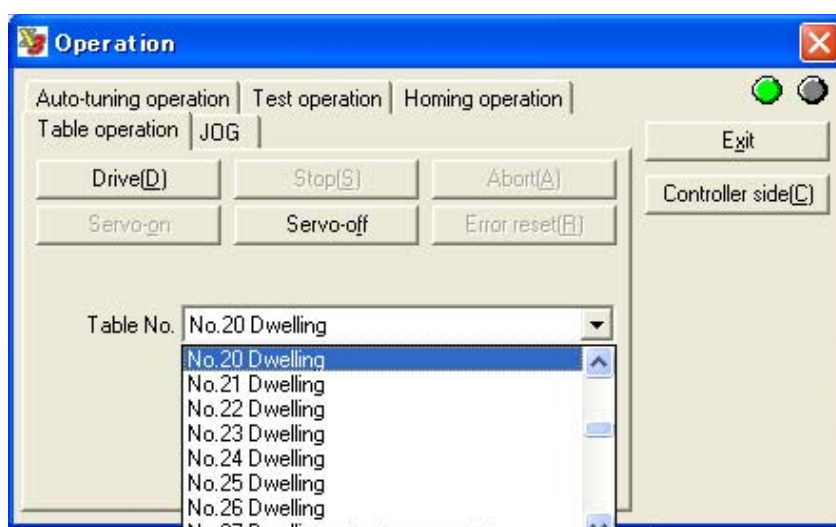 Operation
Auto-tuning operation Test operation Homing operation
Table operation JOG
Exit
Drive(D) Stop(S) Abort(A)
Controller side(C)
Servo-on Servo-off Error reset(R)
Table No. No.20 Dwelling
No.20 Dwelling
No.21 Dwelling
No.22 Dwelling
No.23 Dwelling
No.24 Dwelling
No.25 Dwelling
No.26 Dwelling